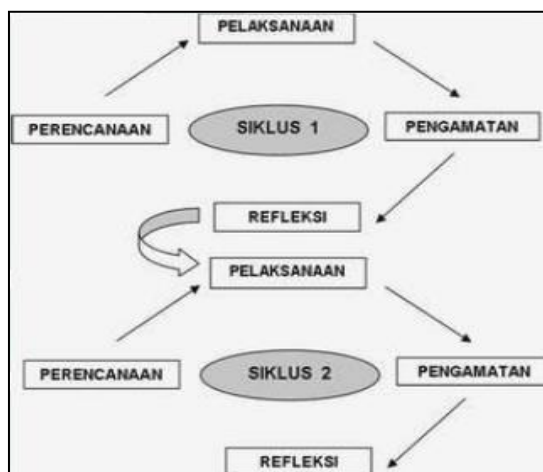 PELAKSANAAN
PERENCANAAN
SIKLUS 1
PENGAMATAN
REFLEKSI
PELAKSANAAN
PERENCANAAN
SIKLUS 2
PENGAMATAN
REFLEKSI